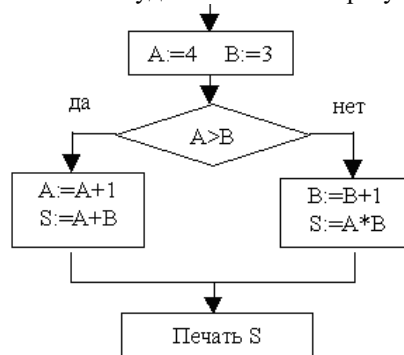 A:=4 B:=3
да
нет
A>B
A:=A+1
S:=A+B
B:=B+1
S:=A*B
Печать S